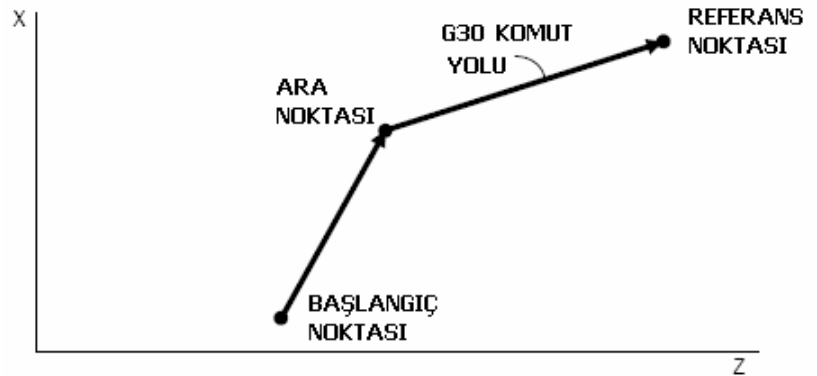 X
REFERANS
NOKTASI
G30 KOMUT
YOLU
ARA
NOKTASI
BAŞLANGIÇ
NOKTASI
Z